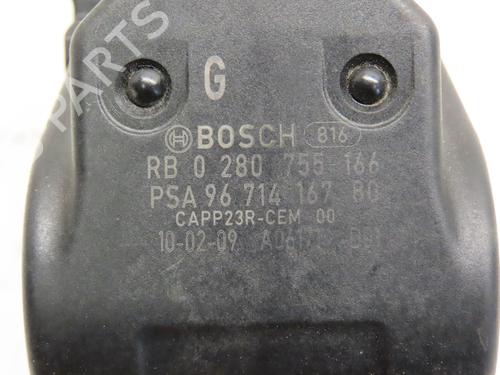 G
BOSCH 816
RB 0 280 755 166
PSA 96 714 167 80
CAPP23R-CEM 00
10-02-09
B-Parts